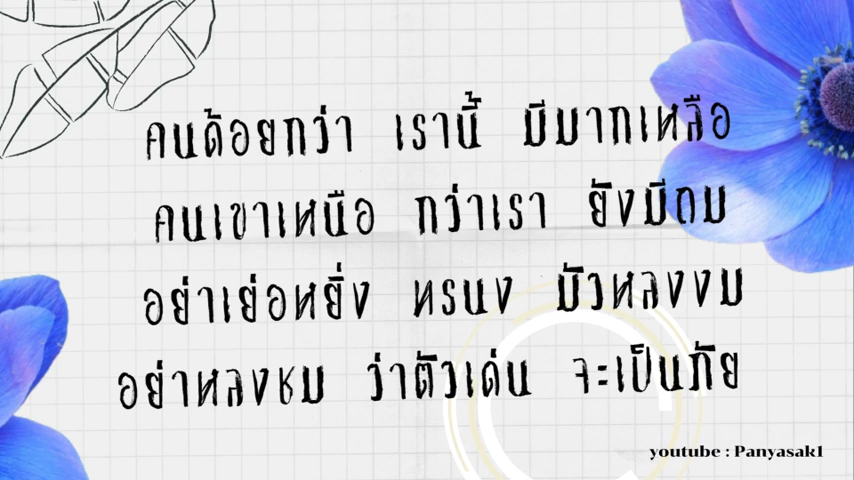 คนด้อยกว่า เรานี้ มีมากเหลือ
คนเขาเหนือ กว่าเรา ยังมีถม
อย่าเย่อหยิ่ง ทรนง มัวหลงงม
อย่าหลงชม ว่าตัวเด่น จะเป็นภัย
youtube : Panyasak1